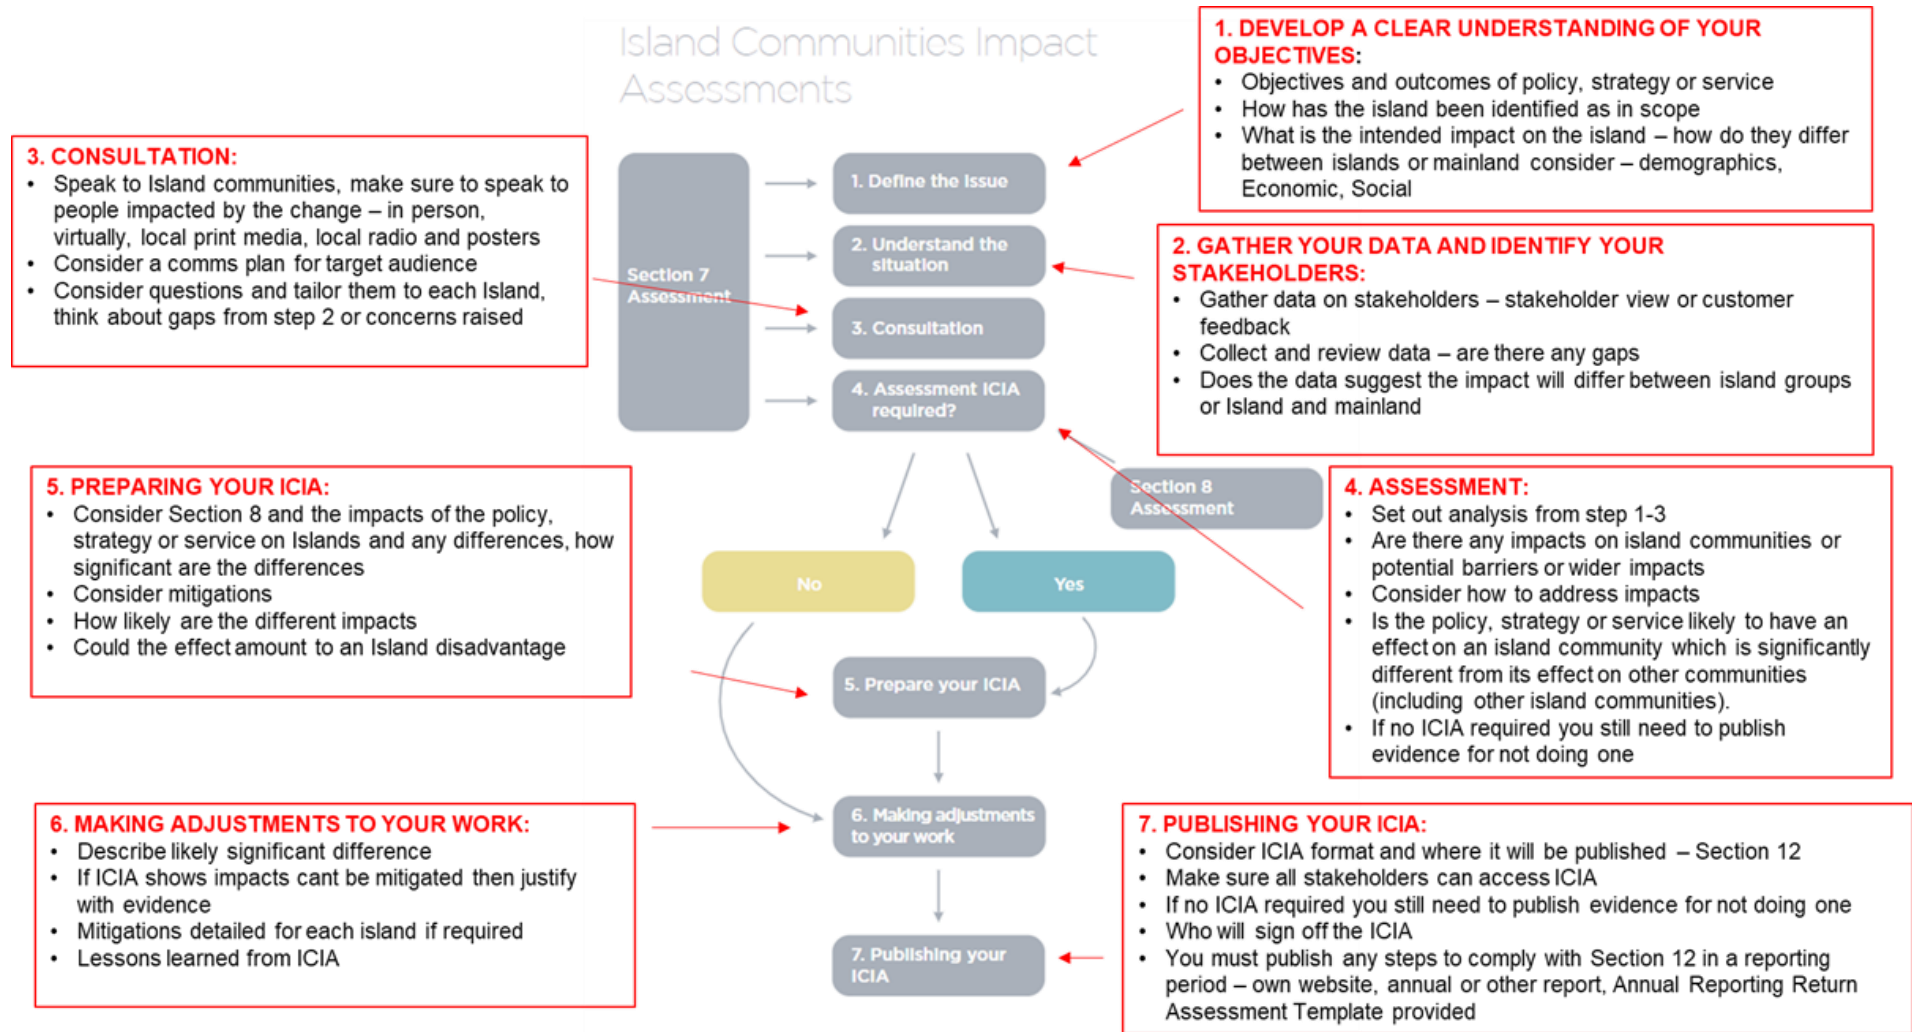 Island Communities Impact
Assessments
1. DEVELOP A CLEAR UNDERSTANDING OF YOUR
OBJECTIVES:
• Objectives and outcomes of policy, strategy or service
• How has the island been identified as in scope
• What is the intended impact on the island – how do they differ
between islands or mainland consider – demographics,
Economic, Social
3. CONSULTATION:
• Speak to Island communities, make sure to speak to
people impacted by the change – in person,
virtually, local print media, local radio and posters
• Consider a comms plan for target audience
• Consider questions and tailor them to each Island,
think about gaps from step 2 or concerns raised
Section 7
Assessment
1. Define the Issue
2. Understand the
situation
3. Consultation
4. Assessment ICIA
required?
2. GATHER YOUR DATA AND IDENTIFY YOUR
STAKEHOLDERS:
• Gather data on stakeholders – stakeholder view or customer
feedback
• Collect and review data – are there any gaps
• Does the data suggest the impact will differ between island groups
or Island and mainland
Section 8
Assessment
No
Yes
5. PREPARING YOUR ICIA:
• Consider Section 8 and the impacts of the policy,
strategy or service on Islands and any differences, how
significant are the differences
• Consider mitigations
• How likely are the different impacts
• Could the effect amount to an Island disadvantage
4. ASSESSMENT:
• Set out analysis from step 1-3
• Are there any impacts on island communities or
potential barriers or wider impacts
• Consider how to address impacts
• Is the policy, strategy or service likely to have an
effect on an island community which is significantly
different from its effect on other communities
(including other island communities).
• If no ICIA required you still need to publish
evidence for not doing one
5. Prepare your ICIA
6. Making adjustments
to your work
7. Publishing your
ICIA
6. MAKING ADJUSTMENTS TO YOUR WORK:
• Describe likely significant difference
• If ICIA shows impacts cant be mitigated then justify
with evidence
• Mitigations detailed for each island if required
• Lessons learned from ICIA
7. PUBLISHING YOUR ICIA:
• Consider ICIA format and where it will be published – Section 12
• Make sure all stakeholders can access ICIA
• If no ICIA required you still need to publish evidence for not doing one
• Who will sign off the ICIA
• You must publish any steps to comply with Section 12 in a reporting
period – own website, annual or other report, Annual Reporting Return
Assessment Template provided